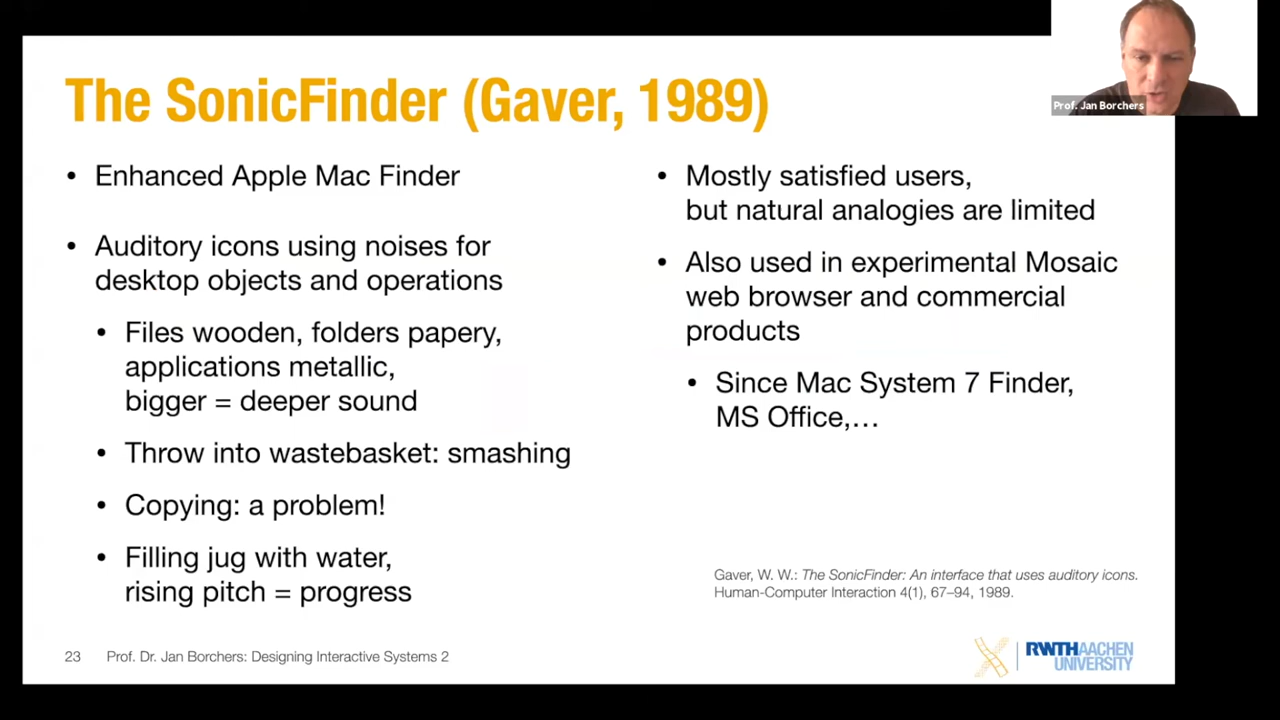 The SonicFinder (Gaver, 1989)
Prof. Jan Borchers
• Enhanced Apple Mac Finder
• Auditory icons using noises for
desktop objects and operations
• Files wooden, folders papery,
applications metallic,
bigger = deeper sound
• Throw into wastebasket: smashing
• Copying: a problem!
• Filling jug with water,
rising pitch = progress
• Mostly satisfied users,
but natural analogies are limited
• Also used in experimental Mosaic
web browser and commercial
products
• Since Mac System 7 Finder,
MS Office,…
Gaver, W. W.: The SonicFinder: An interface that uses auditory icons.
Human-Computer Interaction 4(1), 67–94, 1989.
23 Prof. Dr. Jan Borchers: Designing Interactive Systems 2
RWTHAACHEN
UNIVERSITY